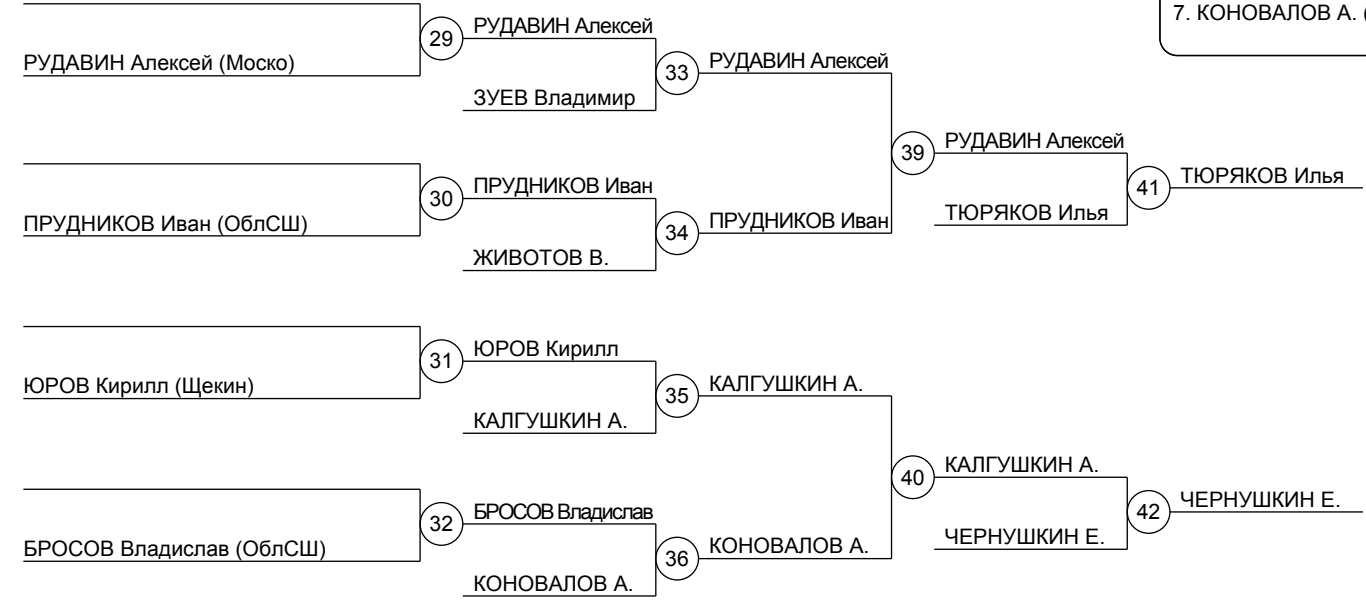 7. КОНОВАЛОВ А. (
29
РУДАВИН Алексей
РУДАВИН Алексей (Моско)
33
РУДАВИН Алексей
ЗУЕВ Владимир
39
РУДАВИН Алексей
30
ПРУДНИКОВ Иван
41
ТЮРЯКОВ Илья
ПРУДНИКОВ Иван (ОблСШ)
34
ПРУДНИКОВ Иван
ТЮРЯКОВ Илья
ЖИВОТОВ В.
31
ЮРОВ Кирилл
ЮРОВ Кирилл (Щекин)
35
КАЛГУШКИН А.
КАЛГУШКИН А.
40
КАЛГУШКИН А.
32
БРОСОВ Владислав
42
ЧЕРНУШКИН Е.
БРОСОВ Владислав (ОблСШ)
36
КОНОВАЛОВ А.
ЧЕРНУШКИН Е.
КОНОВАЛОВ А.